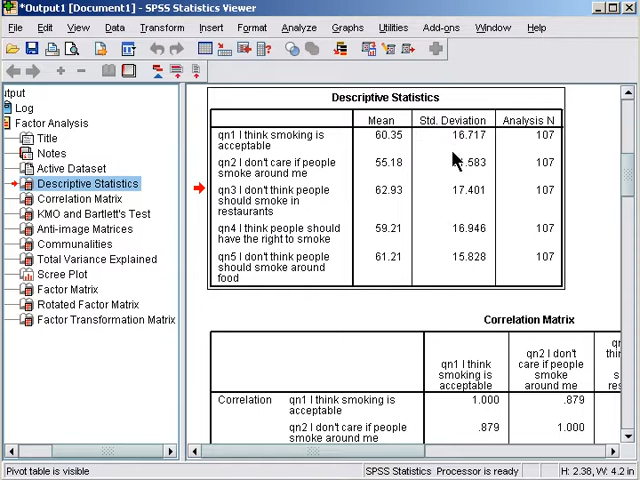 *Output1 [Document1] - SPSS Statistics Viewer
File Edit View Data Transform Insert Format Analyze Graphs Utilities Add-ons Window Help
utput
Log
Factor Analysis
Title
Notes
Active Dataset
Descriptive Statistics
Correlation Matrix
KMO and Bartlett's Test
Anti-image Matrices
Communalities
Total Variance Explained
Scree Plot
Factor Matrix
Rotated Factor Matrix
Factor Transformation Matrix
Descriptive Statistics
Mean Std. Deviation Analysis N
qn1 I think smoking is
acceptable
60.35 16.717 107
qn2 I don't care if people
smoke around me
55.18 .583 107
qn3 I don't think people
should smoke in
restaurants
62.93 17.401 107
qn4 I think people should
have the right to smoke
59.21 16.946 107
qn5 I don't think people
should smoke around
food
61.21 15.828 107
Correlation Matrix
qn1 I think
smoking is
acceptable
qn2 I don't
care if people
smoke
around me
Correlation qn1 I think smoking is
acceptable
1.000 .879
qn2 I don't care if people
smoke around me
.879 1.000
Pivot table is visible SPSS Statistics Processor is ready H: 2.38, W: 4.2 in